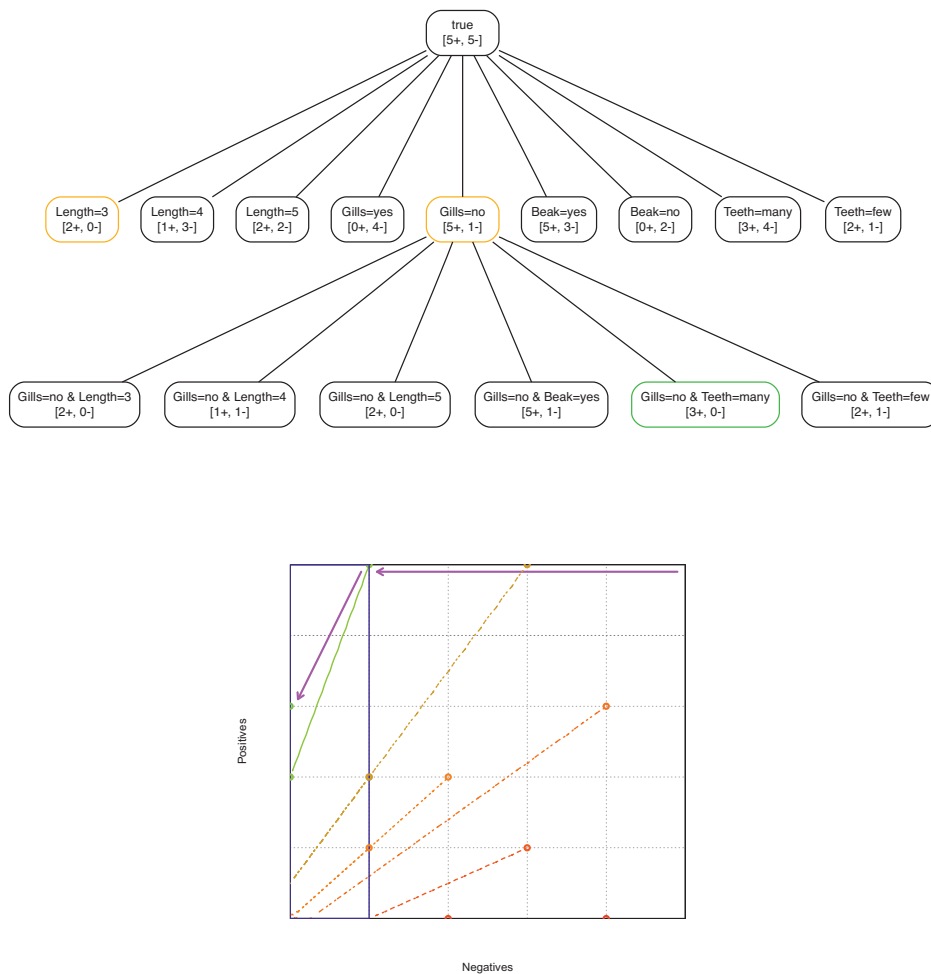 true
[5+, 5-]
Length=3
[2+, 0-]
Length=4
[1+, 3-]
Length=5
[2+, 2-]
Gills=yes
[0+, 4-]
Gills=no
[5+, 1-]
Beak=yes
[5+, 3-]
Beak=no
[0+, 2-]
Teeth=many
[3+, 4-]
Teeth=few
[2+, 1-]
Gills=no & Length=3
[2+, 0-]
Gills=no & Length=4
[1+, 1-]
Gills=no & Length=5
[2+, 0-]
Gills=no & Beak=yes
[5+, 1-]
Gills=no & Teeth=many
[3+, 0-]
Gills=no & Teeth=few
[2+, 1-]
Positives
Negatives